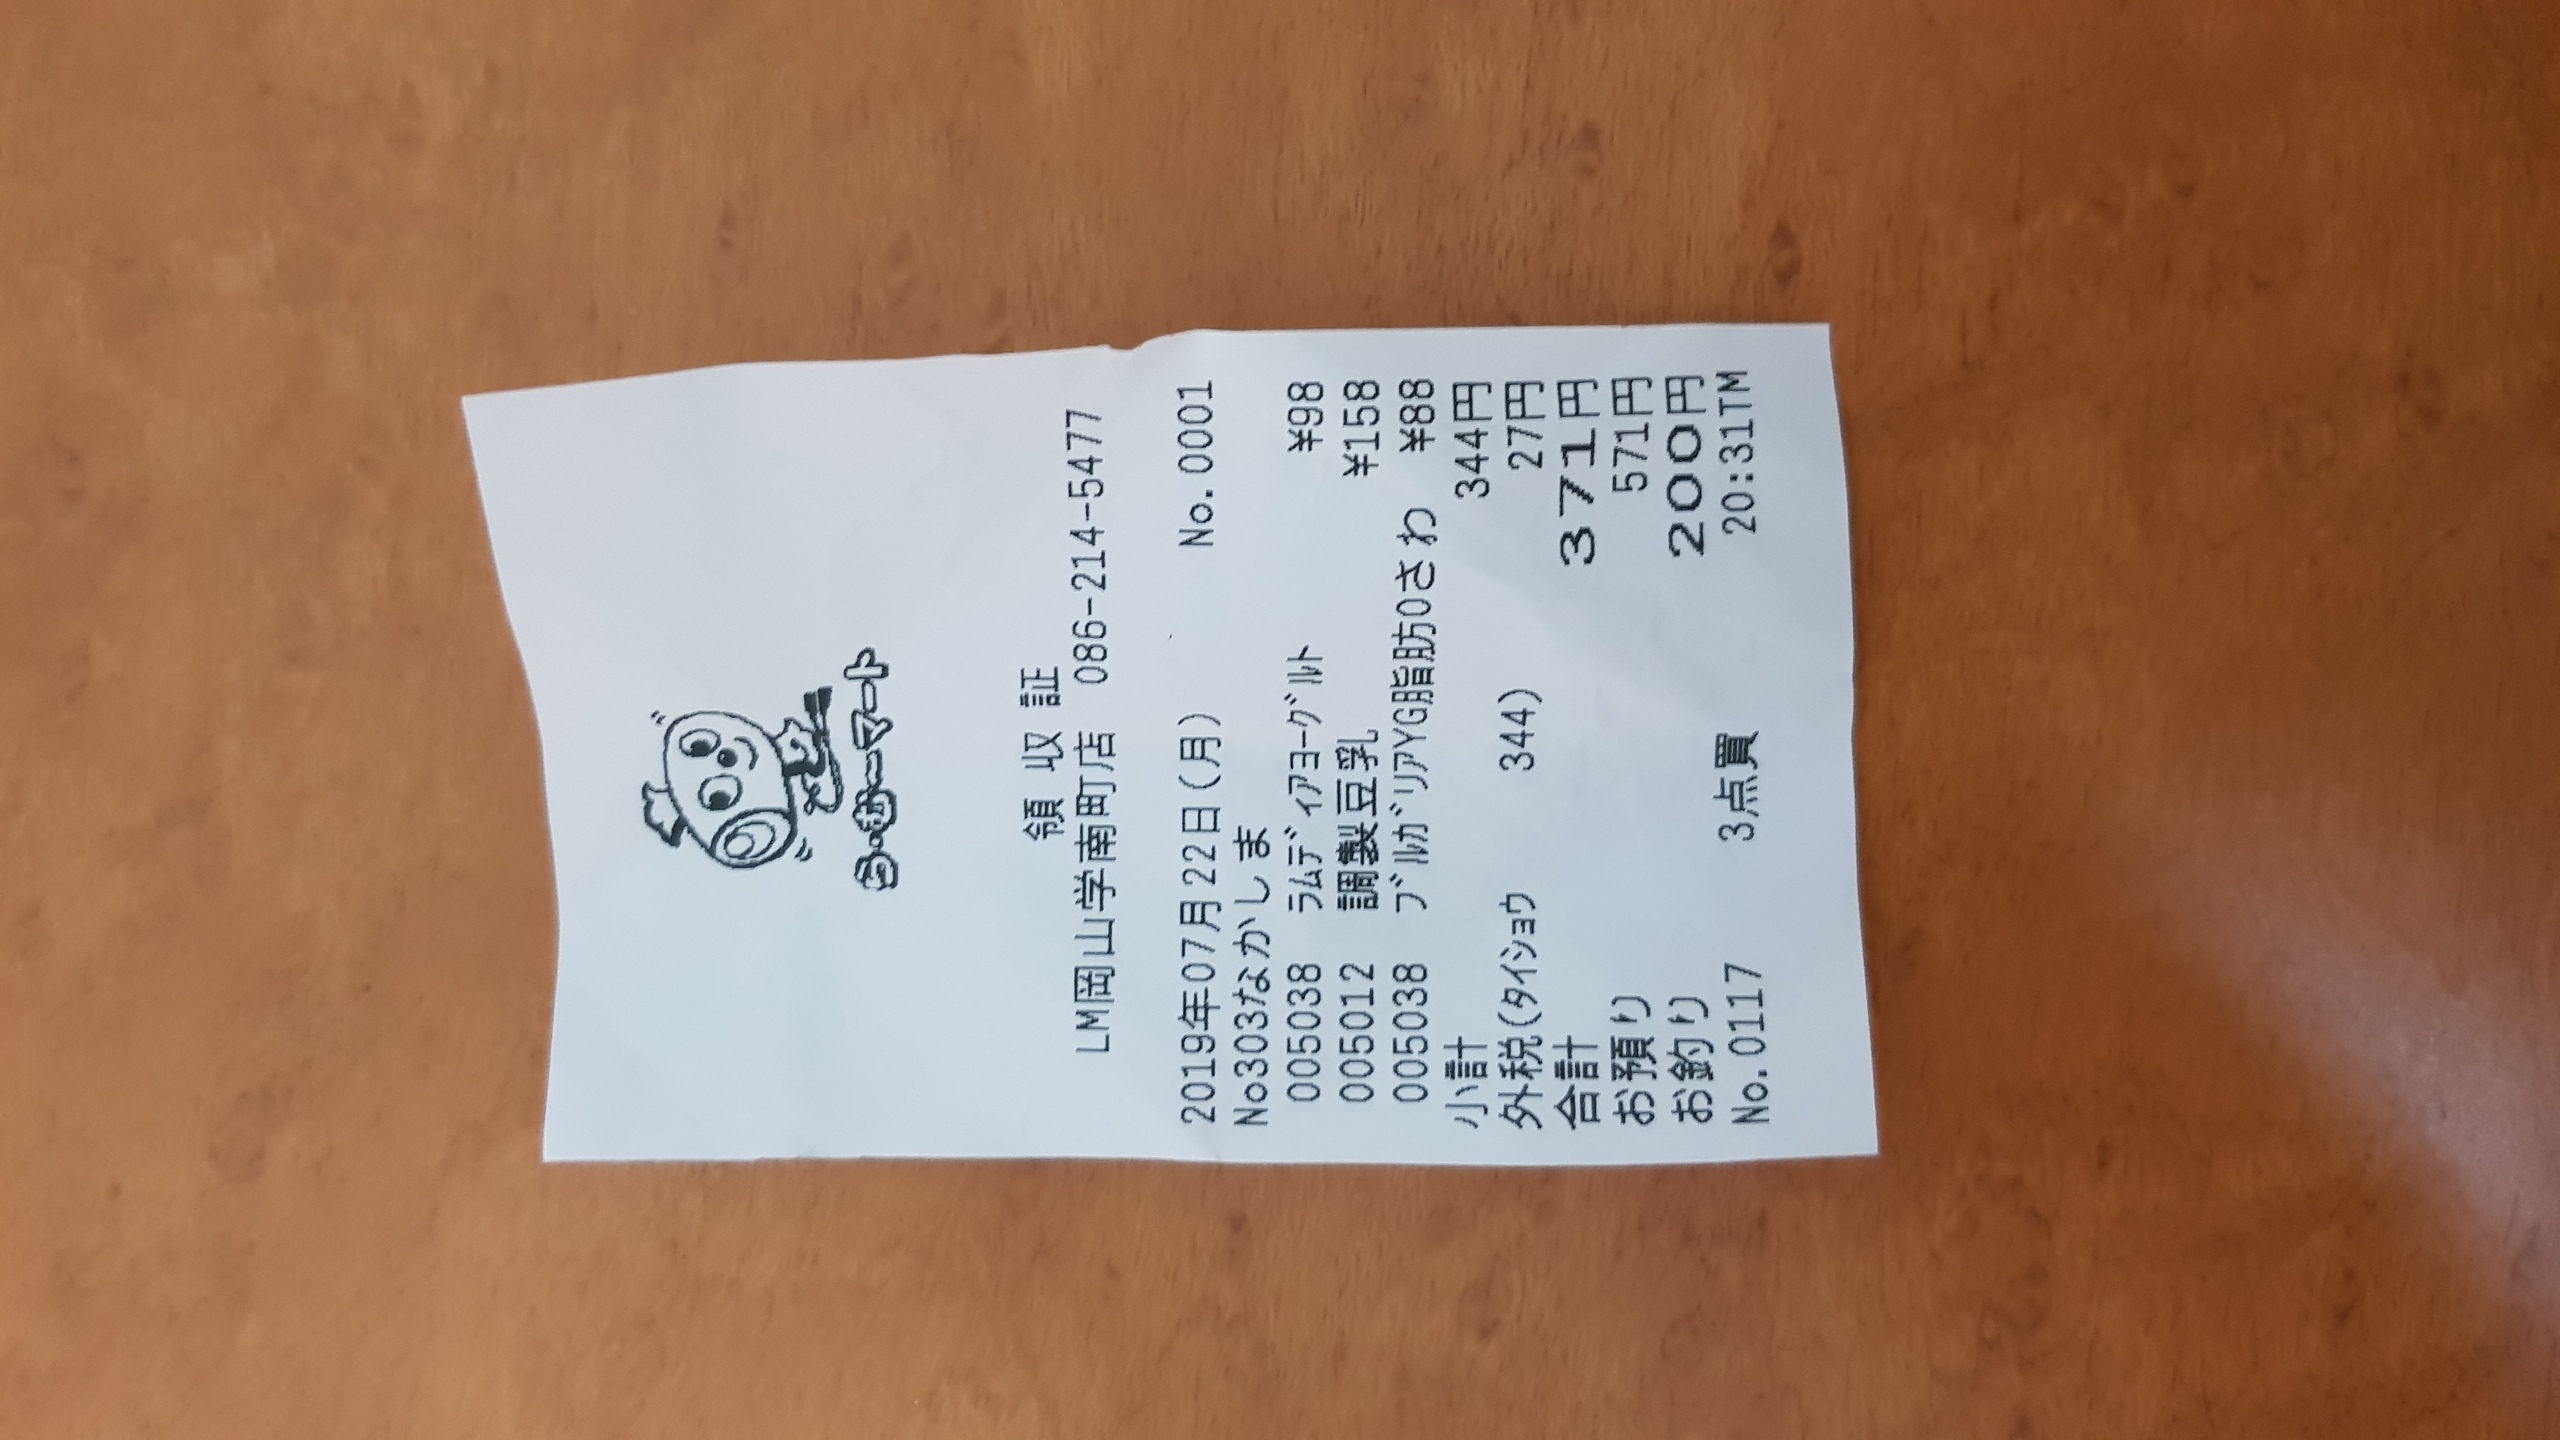 ら・む～マート
領収証
LM岡山学南町店 086-214-5477
2019年07月22日(月) No.0001
No303なかしま
005038 ﾗﾑﾃﾞｨｱﾖｰｸﾞﾙﾄ ¥98
005012 調製豆乳 ¥158
005038 ﾌﾞﾙｶﾞﾘｱYG脂肪0さわ ¥88
小計 344円
外税(ﾀｲｼｮｳ 344) 27円
合計 371円
お預り 571円
お釣り 200円
No.0117 3点買 20:31TM